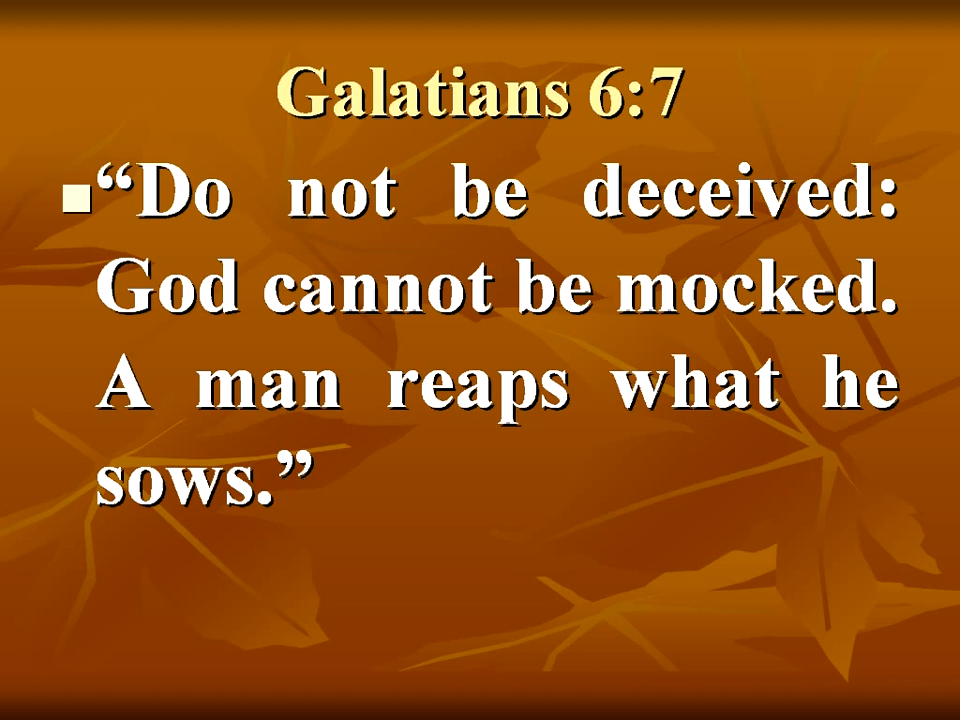 Galatians 6:7
“Do not be deceived:
God cannot be mocked.
A man reaps what he
sows.”